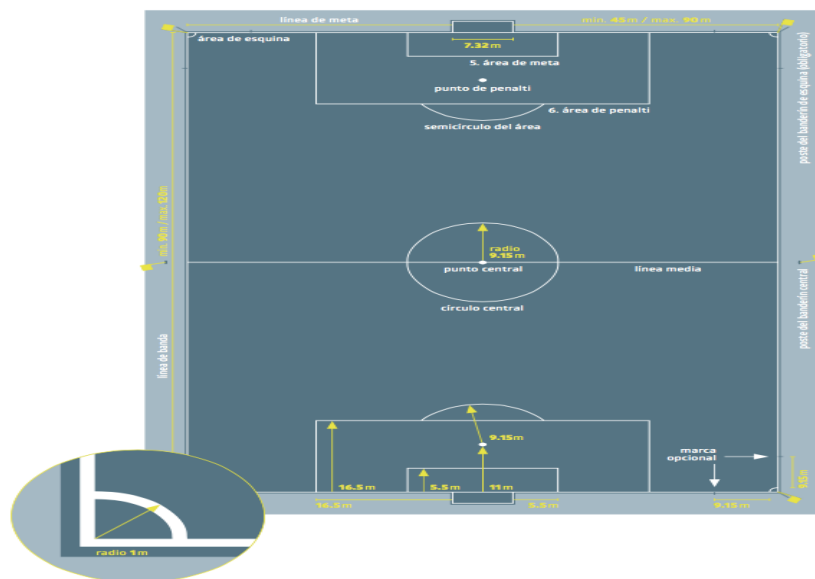 línea de meta
mín. 45 m / max. 90 m
área de esquina
7.32 m
5. área de meta
punto de penalti
6. área de penalti
semicírculo del área
poste del banderín de esquina (obligatorio)
mín. 90 m / max. 120 m
radio
9.15 m
punto central
línea media
círculo central
poste del banderín central
línea de banda
9.15 m
marca
opcional
16.5 m
5.5 m
11 m
9.15 m
16.5 m
5.5 m
9.15 m
radio 1 m